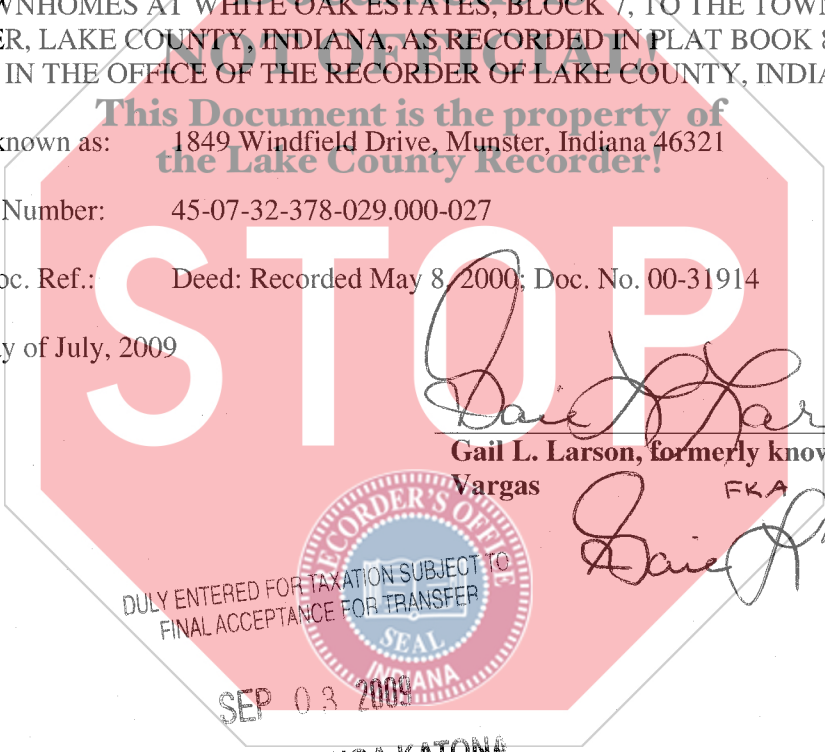 WNHOMES AT WHITE OAK ESTATES, BLOCK 7, TO THE TOWN
ER, LAKE COUNTY, INDIANA, AS RECORDED IN PLAT BOOK 8
NOT OFFICIAL!
IN THE OFFICE OF THE RECORDER OF LAKE COUNTY, INDIA
This Document is the property of
known as: 1849 Windfield Drive, Munster, Indiana 46321
the Lake County Recorder!
Number: 45-07-32-378-029.000-027
STOP
oc. Ref.: Deed: Recorded May 8, 2000; Doc. No. 00-31914
y of July, 2009
Gail L. Lar
Gail L. Larson, formerly know
Vargas FKA
Gail L
RECORDER'S OFFICE
SEAL
INDIANA
DULY ENTERED FOR TAXATION SUBJECT TO
FINAL ACCEPTANCE FOR TRANSFER
SEP 03 2009
KATONA